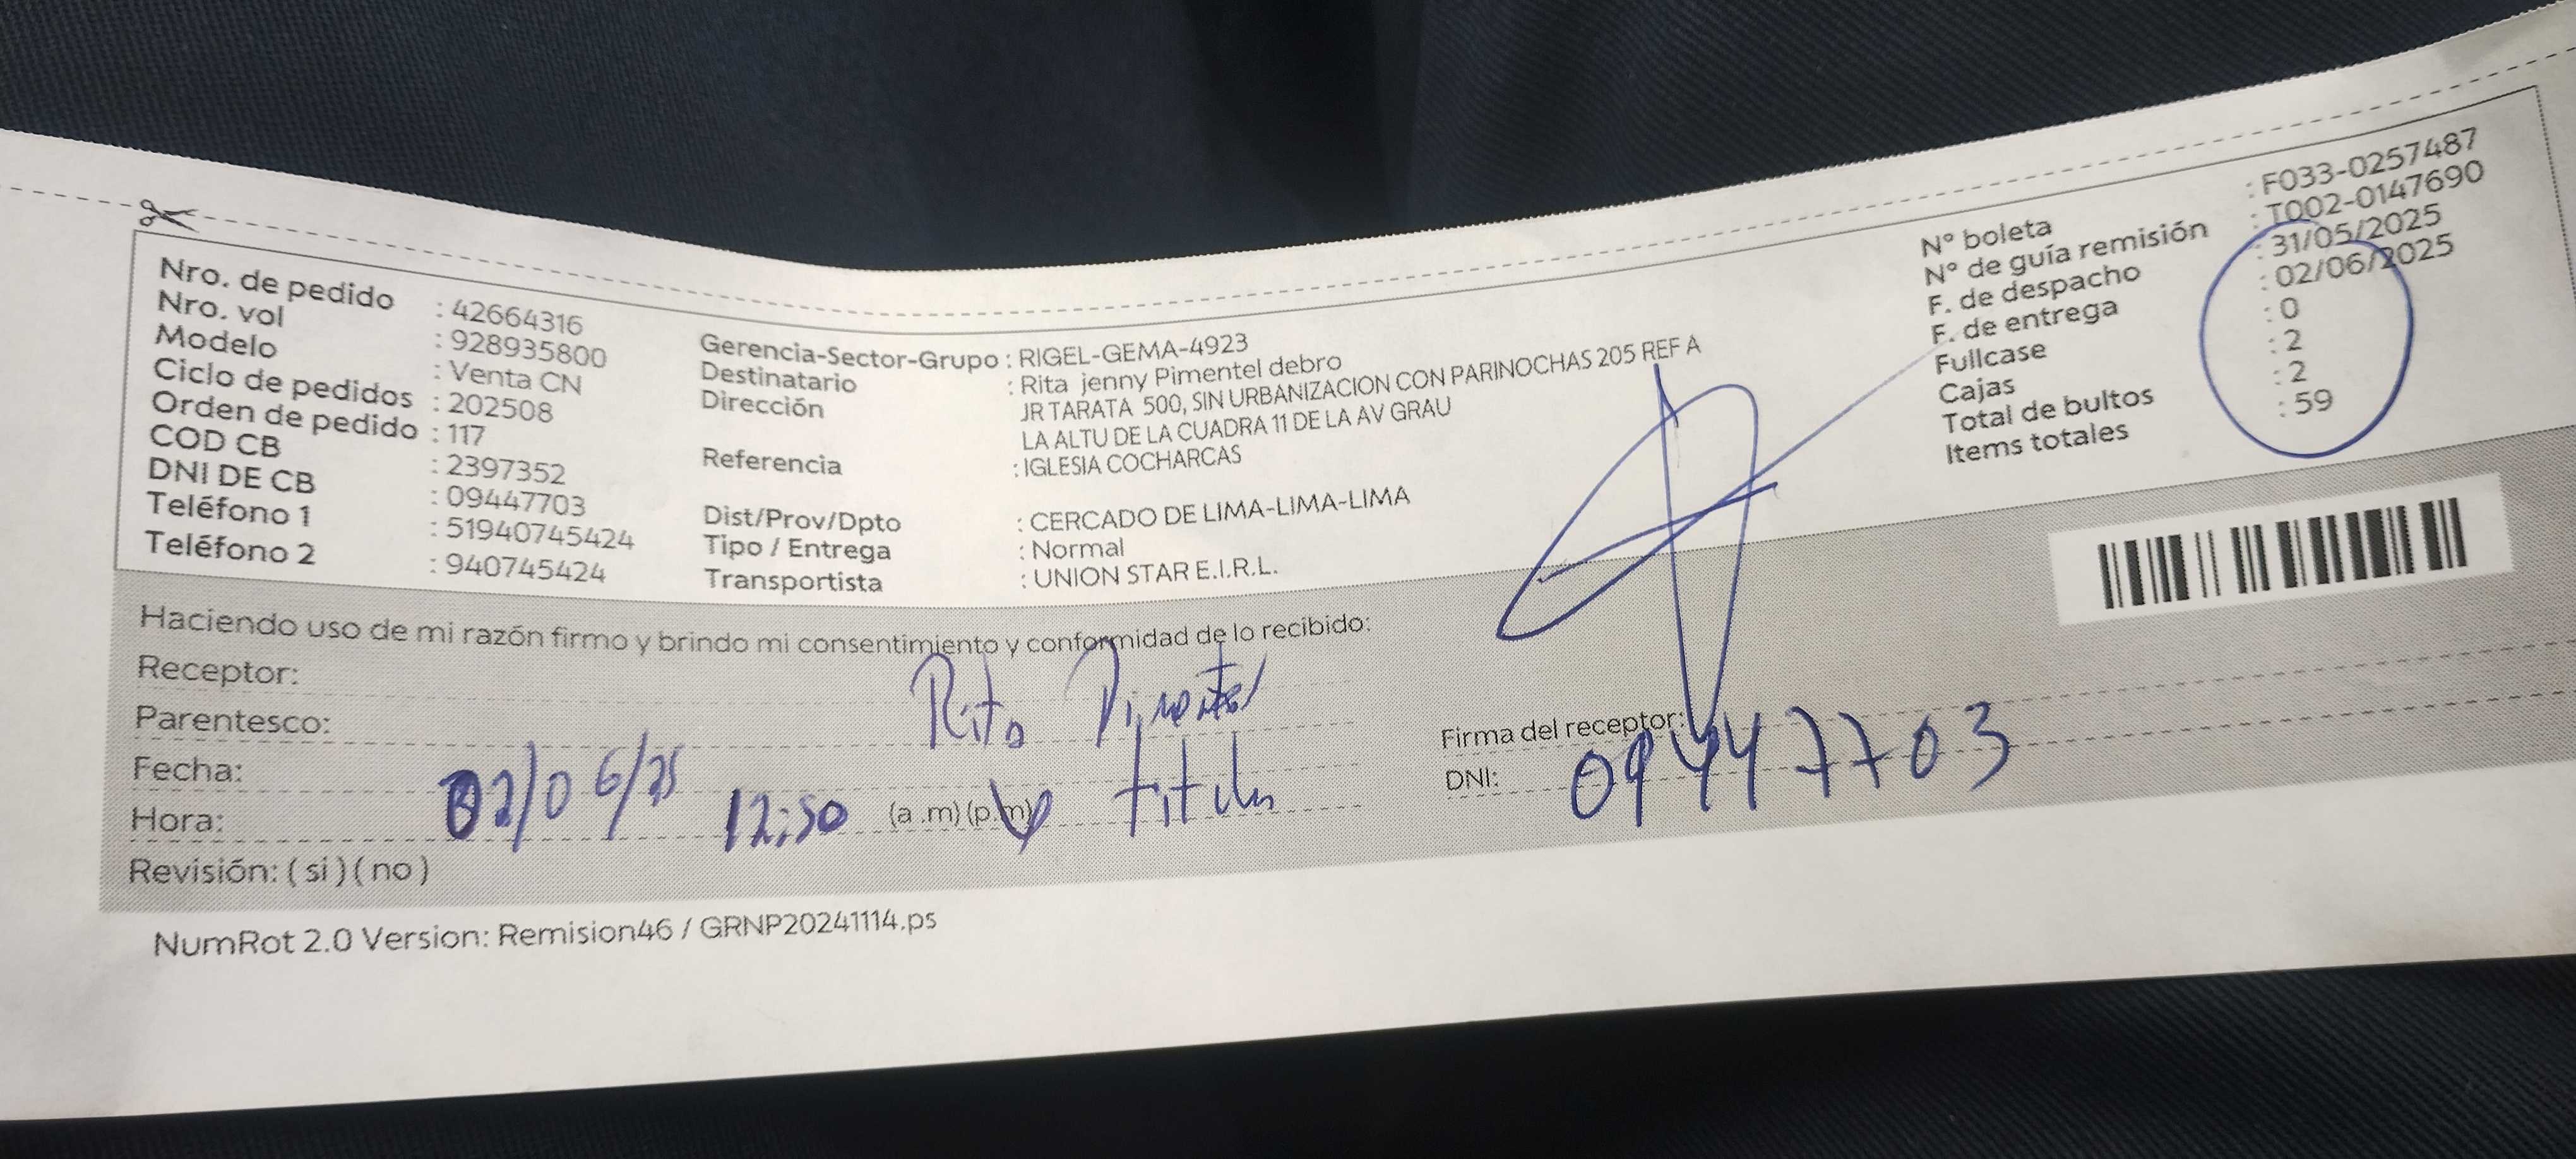 Nro. de pedido : 42664316
Nro. vol : 928935800
Modelo : Venta CN
Ciclo de pedidos : 202508
Orden de pedido : 117
COD CB : 2397352
DNI DE CB : 09447703
Teléfono 1 : 51940745424
Teléfono 2 : 940745424
Gerencia-Sector-Grupo : RIGEL-GEMA-4923
Destinatario : Rita jenny Pimentel debro
Dirección : JR TARATA 500, SIN URBANIZACION CON PARINOCHAS 205 REF A
LA ALTU DE LA CUADRA 11 DE LA AV GRAU
Referencia : IGLESIA COCHARCAS
Dist/Prov/Dpto : CERCADO DE LIMA-LIMA-LIMA
Tipo / Entrega : Normal
Transportista : UNION STAR E.I.R.L.
N° boleta : F033-0257487
N° de guía remisión : T002-0147690
F. de despacho : 31/05/2025
F. de entrega : 02/06/2025
Fullcase : 0
Cajas : 2
Total de bultos : 2
Items totales : 59
Haciendo uso de mi razón firmo y brindo mi consentimiento y conformidad de lo recibido:
Receptor: Rita Pimentel
Parentesco: titular
Fecha: 02/06/25
Hora: 12:50 (a .m) (p.m)
Revisión: ( si ) ( no )
Firma del receptor:
DNI: 09447703
NumRot 2.0 Version: Remision46 / GRNP20241114.ps